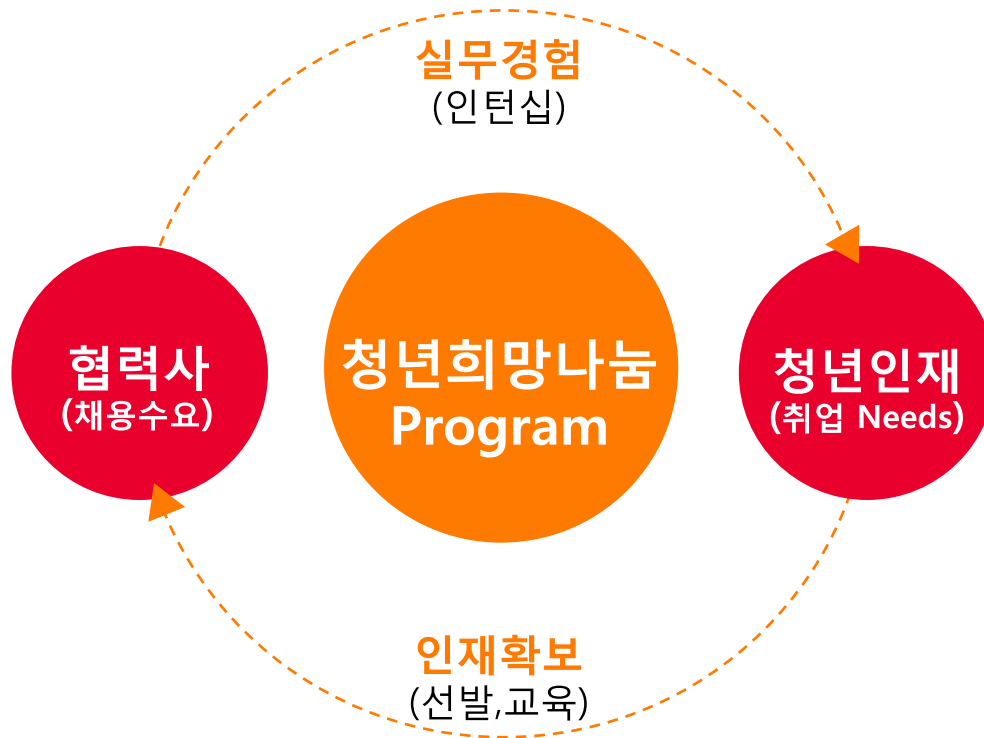 실무경험
(인턴십)
협력사
(채용수요)
청년희망나눔
Program
청년인재
(취업 Needs)
인재확보
(선발,교육)